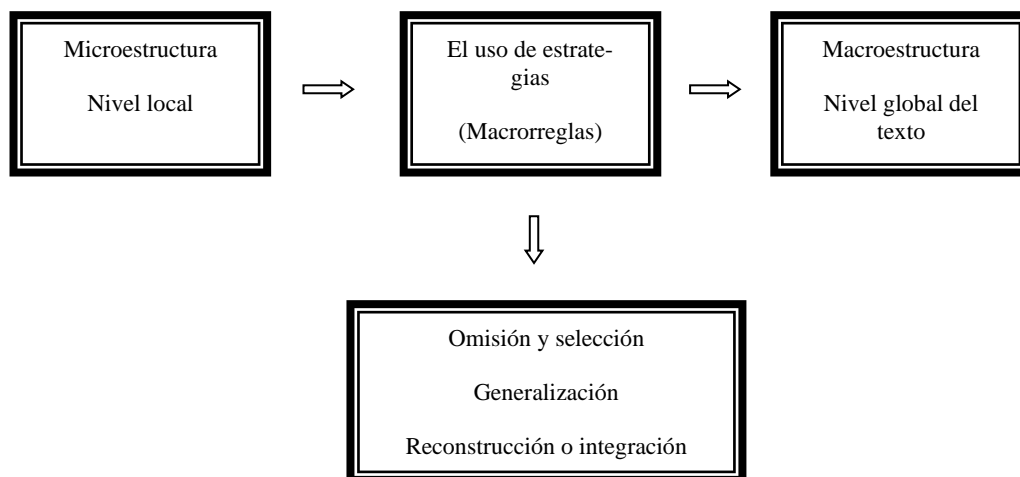 Microestructura
Nivel local
El uso de estrate-
gias
(Macrorreglas)
Macroestructura
Nivel global del
texto
Omisión y selección
Generalización
Reconstrucción o integración